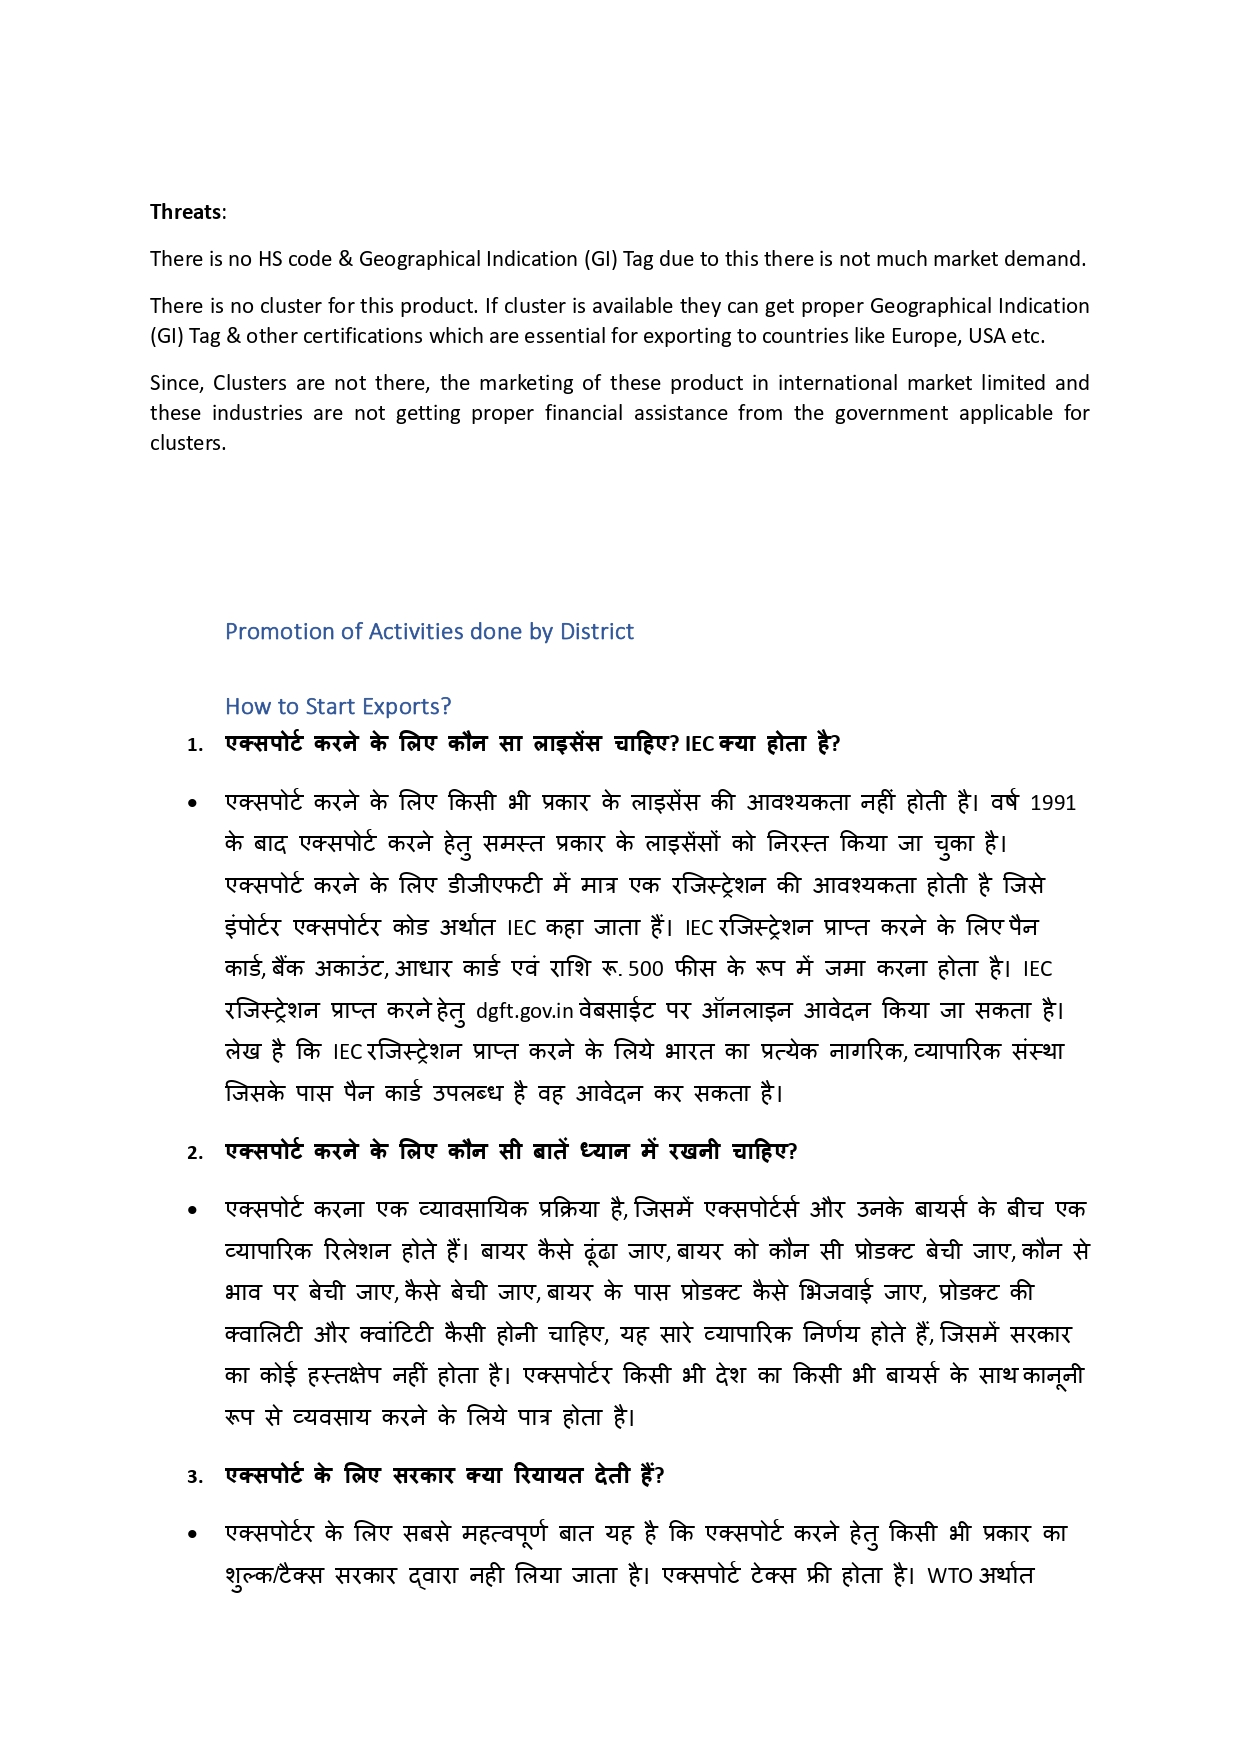 Threats:
There is no HS code & Geographical Indication (GI) Tag due to this there is not much market demand.
There is no cluster for this product. If cluster is available they can get proper Geographical Indication
(GI) Tag & other certifications which are essential for exporting to countries like Europe, USA etc.
Since, Clusters are not there, the marketing of these product in international market limited and
these industries are not getting proper financial assistance from the government applicable for
clusters.
Promotion of Activities done by District
How to Start Exports?
1. एक्सपोर्ट करने के लिए कौन सा लाइसेंस चाहिए? IEC क्या होता है?
• एक्सपोर्ट करने के लिए किसी भी प्रकार के लाइसेंस की आवश्यकता नहीं होती है। वर्ष 1991
के बाद एक्सपोर्ट करने हेतु समस्त प्रकार के लाइसेंसों को निरस्त किया जा चुका है।
एक्सपोर्ट करने के लिए डीजीएफटी में मात्र एक रजिस्ट्रेशन की आवश्यकता होती है जिसे
इंपोर्टर एक्सपोर्टर कोड अर्थात IEC कहा जाता हैं। IEC रजिस्ट्रेशन प्राप्त करने के लिए पैन
कार्ड, बैंक अकाउंट, आधार कार्ड एवं राशि रू. 500 फीस के रूप में जमा करना होता है। IEC
रजिस्ट्रेशन प्राप्त करने हेतु dgft.gov.in वेबसाईट पर ऑनलाइन आवेदन किया जा सकता है।
लेख है कि IEC रजिस्ट्रेशन प्राप्त करने के लिये भारत का प्रत्येक नागरिक, व्यापारिक संस्था
जिसके पास पैन कार्ड उपलब्ध है वह आवेदन कर सकता है।
2. एक्सपोर्ट करने के लिए कौन सी बातें ध्यान में रखनी चाहिए?
• एक्सपोर्ट करना एक व्यावसायिक प्रक्रिया है, जिसमें एक्सपोर्टर्स और उनके बायर्स के बीच एक
व्यापारिक रिलेशन होते हैं। बायर कैसे ढूंढा जाए, बायर को कौन सी प्रोडक्ट बेची जाए, कौन से
भाव पर बेची जाए, कैसे बेची जाए, बायर के पास प्रोडक्ट कैसे भिजवाई जाए, प्रोडक्ट की
क्वालिटी और क्वांटिटी कैसी होनी चाहिए, यह सारे व्यापारिक निर्णय होते हैं, जिसमें सरकार
का कोई हस्तक्षेप नहीं होता है। एक्सपोर्टर किसी भी देश का किसी भी बायर्स के साथ कानूनी
रूप से व्यवसाय करने के लिये पात्र होता है।
3. एक्सपोर्ट के लिए सरकार क्या रियायत देती हैं?
• एक्सपोर्टर के लिए सबसे महत्वपूर्ण बात यह है कि एक्सपोर्ट करने हेतु किसी भी प्रकार का
शुल्क/टैक्स सरकार द्वारा नही लिया जाता है। एक्सपोर्ट टेक्स फ्री होता है। WTO अर्थात